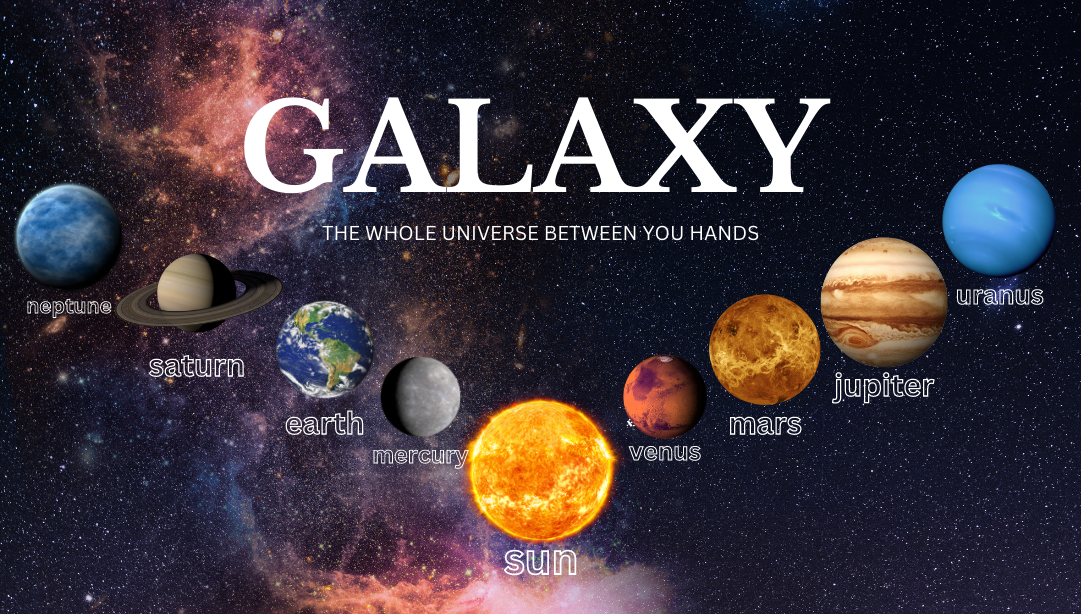 GALAXY
THE WHOLE UNIVERSE BETWEEN YOU HANDS
neptune
saturn
earth
mercury
sun
venus
mars
jupiter
uranus